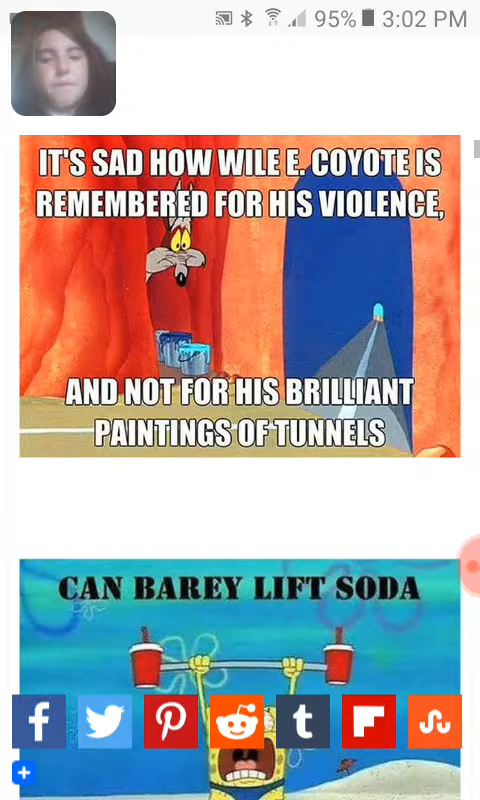 95% 3:02 PM
IT'S SAD HOW WILE E. COYOTE IS
REMEMBERED FOR HIS VIOLENCE,
AND NOT FOR HIS BRILLIANT
PAINTINGS OF TUNNELS
CAN BAREY LIFT SODA